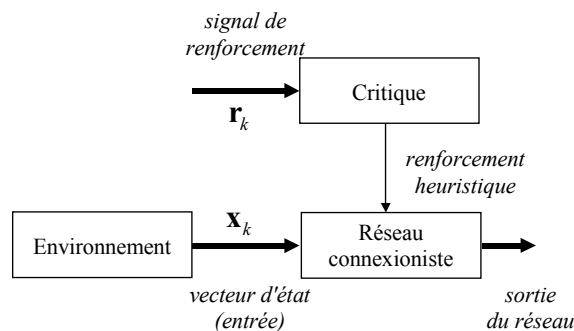 signal de
renforcement
r_k
Critique
renforcement
heuristique
Environnement
x_k
Réseau
connexioniste
vecteur d'état
(entrée)
sortie
du réseau